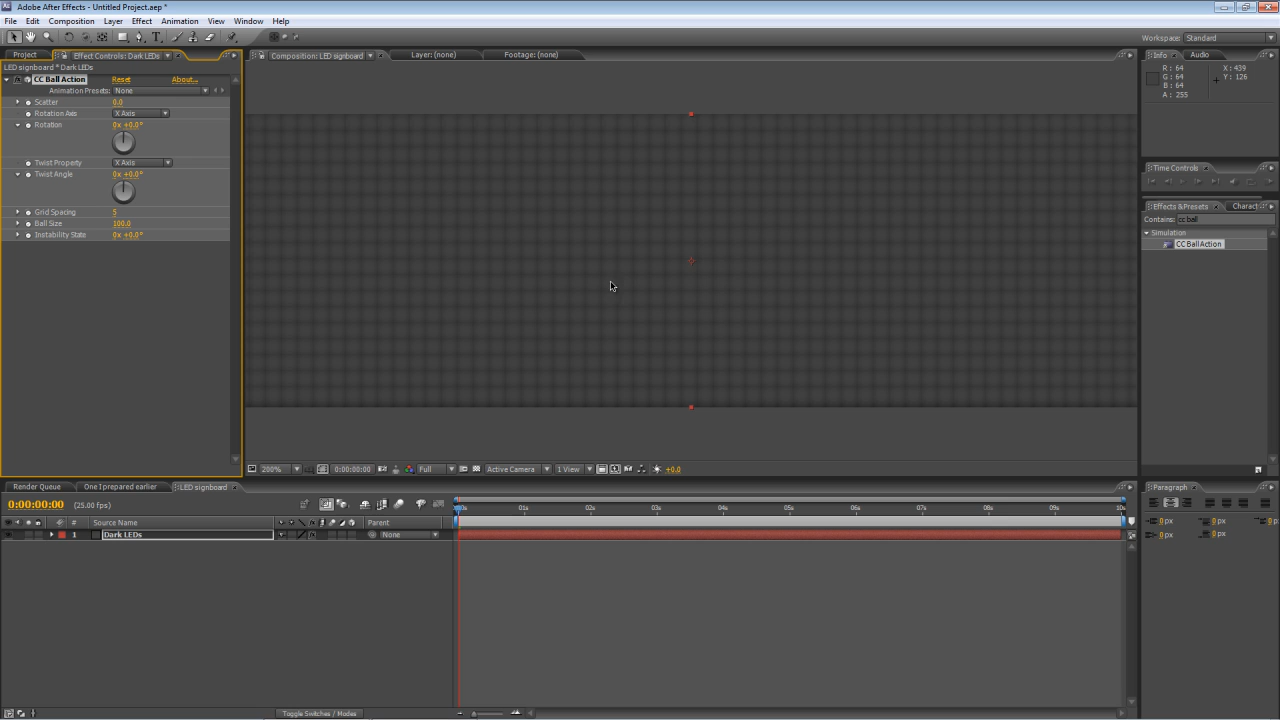 Adobe After Effects - Untitled Project.aep *
File Edit Composition Layer Effect Animation View Window Help
Workspace: Standard
Project Effect Controls: Dark LEDs
LED signboard * Dark LEDs
CC Ball Action Reset About...
Animation Presets: None
Scatter 0.0
Rotation Axis X Axis
Rotation 0x +0.0°
Twist Property X Axis
Twist Angle 0x +0.0°
Grid Spacing 5
Ball Size 100.0
Instability State 0x +0.0°
Composition: LED signboard Layer: (none) Footage: (none)
200% 0:00:00:00 Full Active Camera 1 View +0.0
Info Audio
R : 64 X : 439
G : 64 Y : 126
B : 64
A : 255
Time Controls
Effects & Presets Charact
Contains: cc ball
Simulation
CC Ball Action
Render Queue One I prepared earlier LED signboard
0:00:00:00 (25.00 fps)
# Source Name Parent
1 Dark LEDs None
01s 02s 03s 04s 05s 06s 07s 08s 09s 10s
Toggle Switches / Modes
Paragraph
0 px 0 px 0 p
0 px 0 px